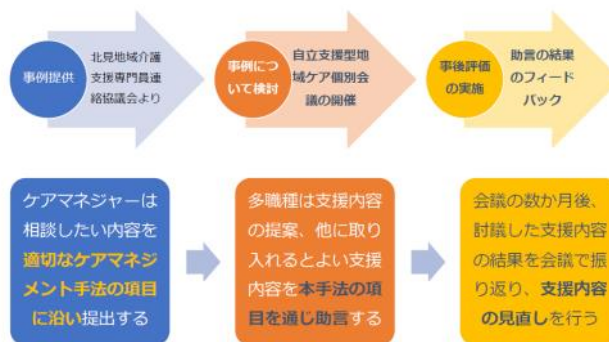 事例提供
北見地域介護
支援専門員連
絡協議会より
事例につ
いて検討
自立支援型地
域ケア個別会
議の開催
事後評価
の実施
助言の結果
のフィード
バック
ケアマネジャーは
相談したい内容を
適切なケアマネジ
メント手法の項目
に沿い提出する
多職種は支援内容
の提案、他に取り
入れるとよい支援
内容を本手法の項
目を通じ助言する
会議の数か月後、
討議した支援内容
の結果を会議で振
り返り、支援内容
の見直しを行う